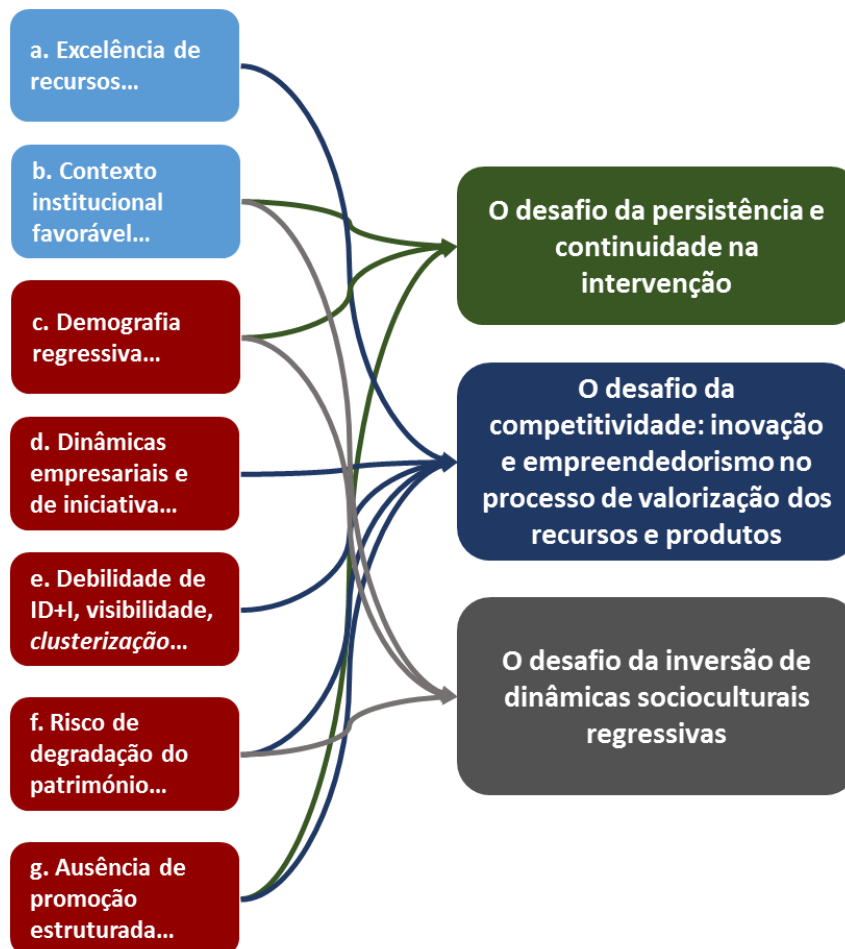 a. Excelência de
recursos...
b. Contexto
institucional
favorável...
c. Demografia
regressiva...
d. Dinâmicas
empresariais e
de iniciativa...
e. Debilidade de
ID+I, visibilidade,
clusterização...
f. Risco de
degradação do
património...
g. Ausência de
promoção
estruturada...
O desafio da persistência e
continuidade na
intervenção
O desafio da
competitividade: inovação
e empreendedorismo no
processo de valorização dos
recursos e produtos
O desafio da inversão de
dinâmicas socioculturais
regressivas